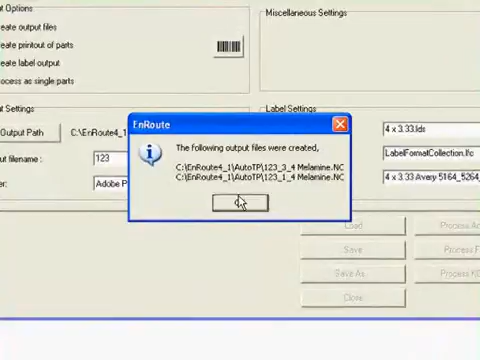 Options
eate output files
eate printout of parts
eate label output
ocess as single parts
Miscellaneous Settings
Settings
Output Path
C:\EnRoute4_1
filename:
123
er:
Adobe P
Label Settings
4 x 3.33.lds
LabelFormatCollection.lfc
4 x 3.33 Avery 5164_5264,
EnRoute
The following output files were created,
C:\EnRoute4_1\AutoTP\123_3_4 Melamine.NC
C:\EnRoute4_1\AutoTP\123_1_4 Melamine.NC
Load
Save
Save As
Close
Process A
Process F
Process K